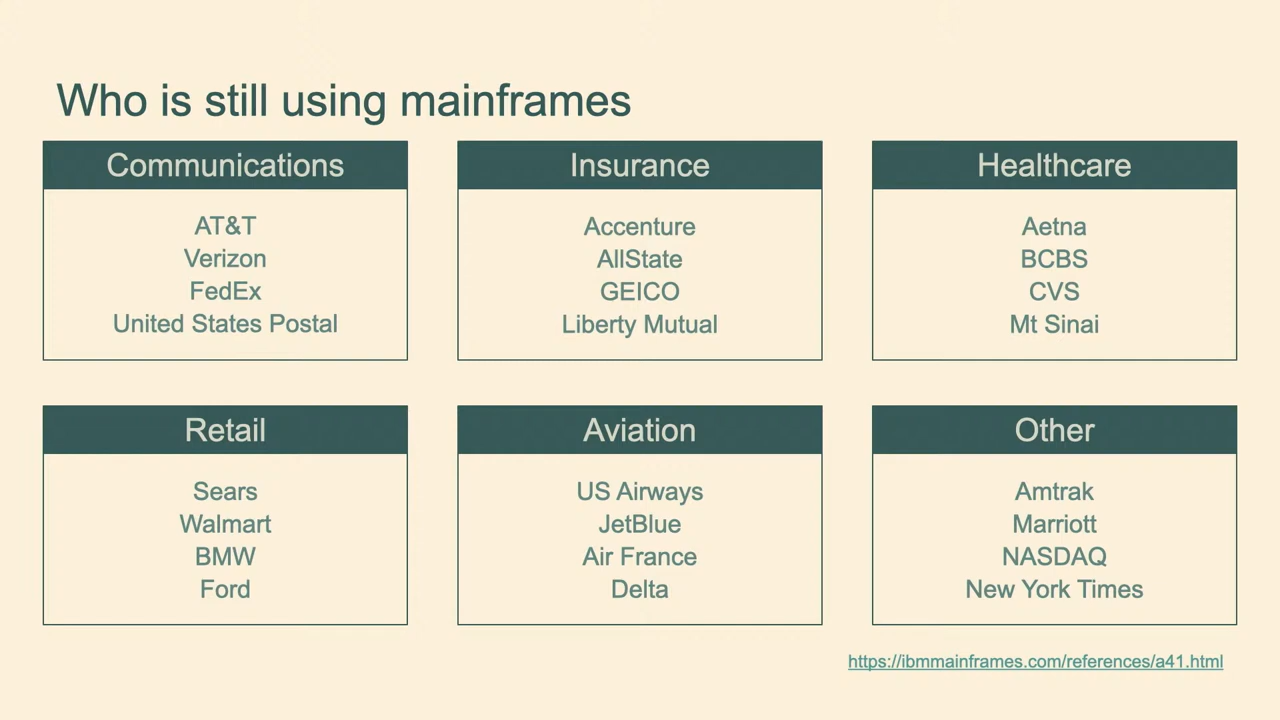 Who is still using mainframes
Communications
AT&T
Verizon
FedEx
United States Postal
Insurance
Accenture
AllState
GEICO
Liberty Mutual
Healthcare
Aetna
BCBS
CVS
Mt Sinai
Retail
Sears
Walmart
BMW
Ford
Aviation
US Airways
JetBlue
Air France
Delta
Other
Amtrak
Marriott
NASDAQ
New York Times
https://ibmmainframes.com/references/a41.html